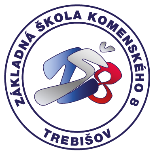 ZÁKLADNÁ ŠKOLA KOMENSKÉHO 8
TREBIŠOV